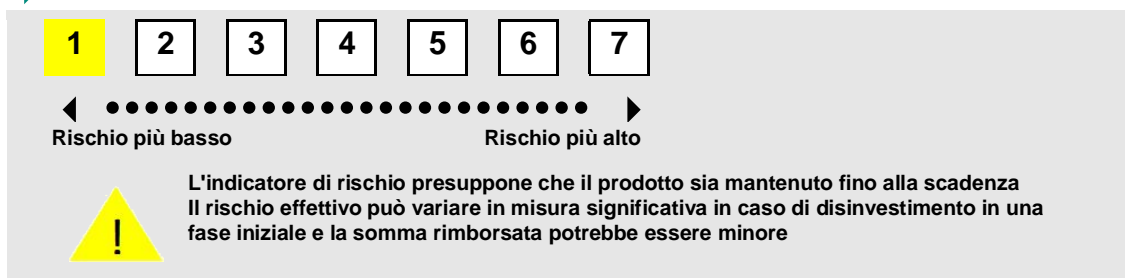 1 2 3 4 5 6 7
Rischio più basso Rischio più alto
L'indicatore di rischio presuppone che il prodotto sia mantenuto fino alla scadenza
Il rischio effettivo può variare in misura significativa in caso di disinvestimento in una
fase iniziale e la somma rimborsata potrebbe essere minore
!